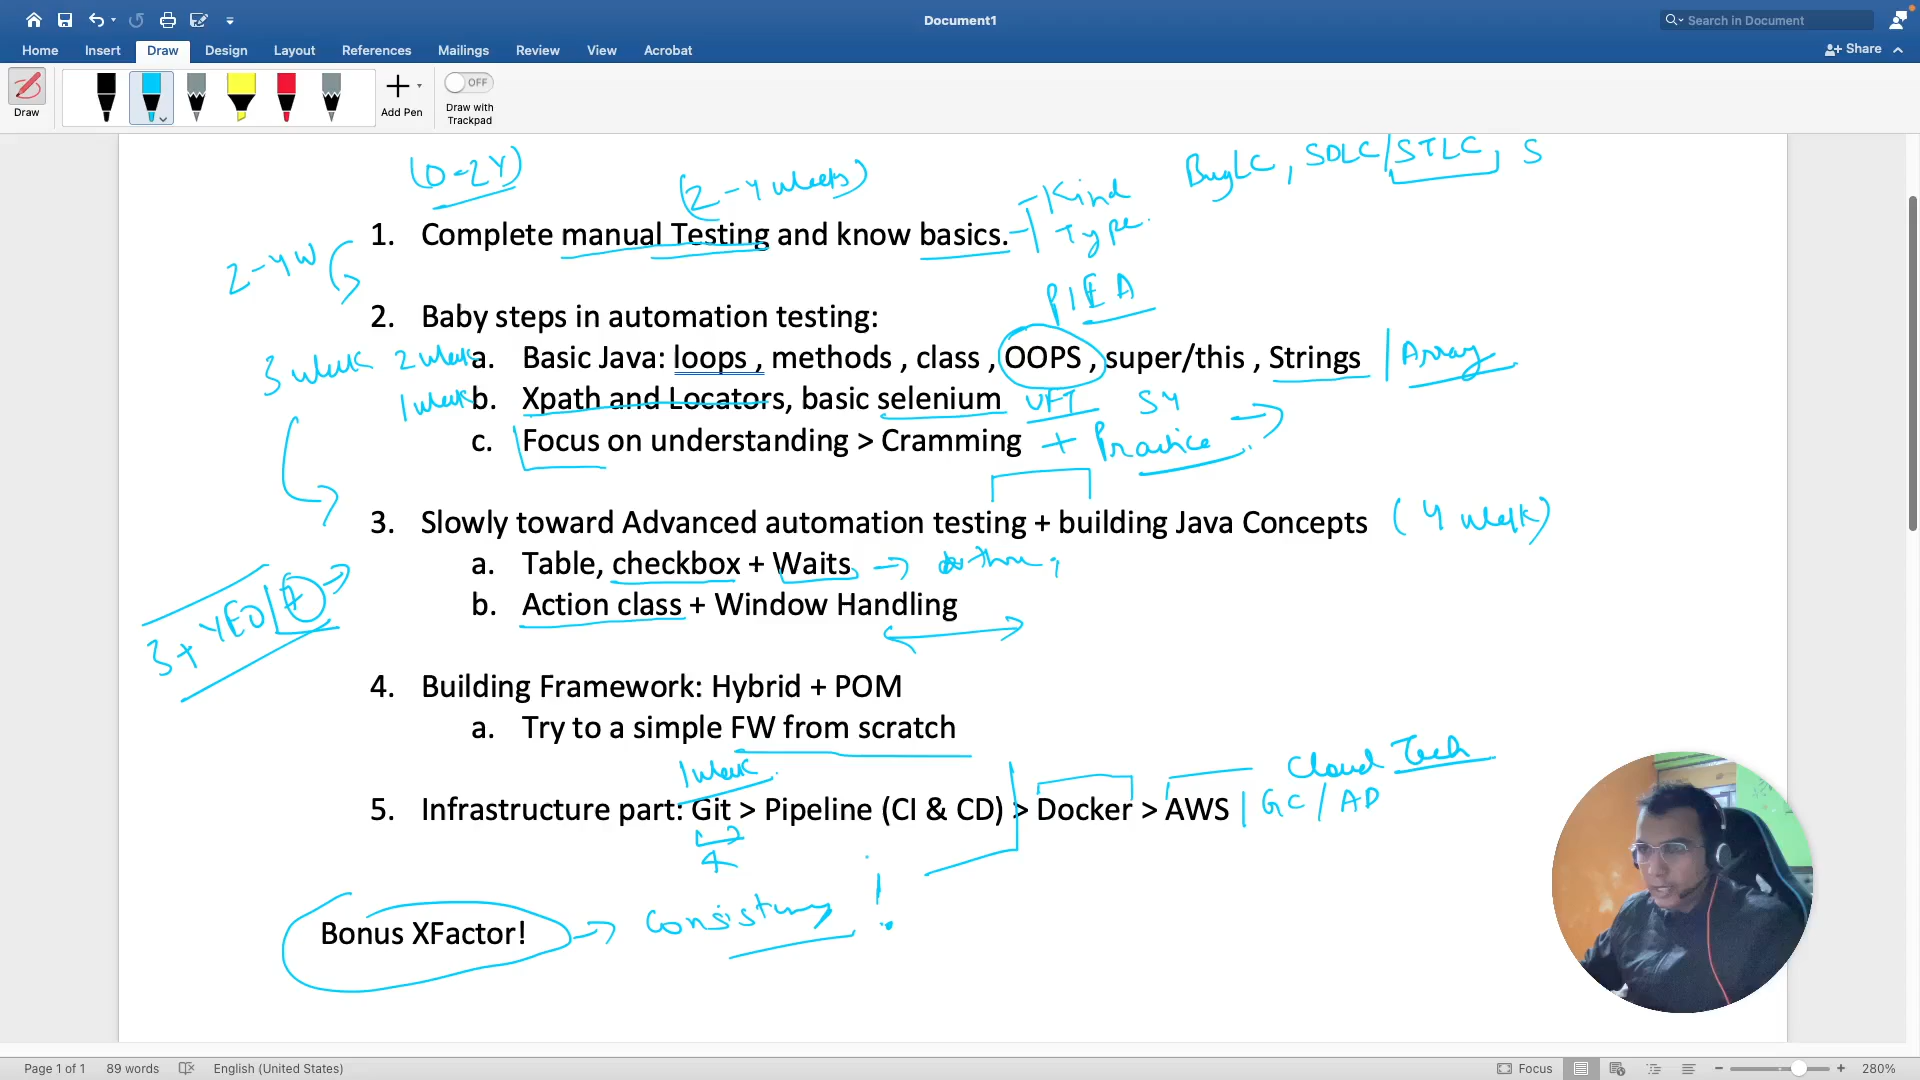 Document1
Search in Document
Home Insert Draw Design Layout References Mailings Review View Acrobat
Share
OFF
Draw
Add Pen
Draw with
Trackpad
(0-2Y)
(2-4 weeks)
BugLC, SDLC/STLC, S
Kind
1. Complete manual Testing and know basics.
Type
2-4W
PIEA
2. Baby steps in automation testing:
3 week 2 week
a. Basic Java: loops , methods , class , OOPS , super/this , Strings | Array
1 week
b. Xpath and Locators, basic selenium UFT S4
c. Focus on understanding > Cramming + Practice
3. Slowly toward Advanced automation testing + building Java Concepts (4 week)
a. Table, checkbox + Waits
b. Action class + Window Handling
3+ YEO/7
4. Building Framework: Hybrid + POM
a. Try to a simple FW from scratch
1 week
Cloud Tech
5. Infrastructure part: Git > Pipeline (CI & CD) > Docker > AWS | GC / AD
Bonus XFactor! → Consistency !
Page 1 of 1 89 words English (United States) Focus 280%